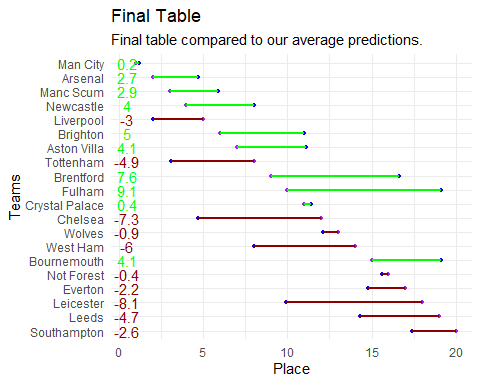 Final Table
Final table compared to our average predictions.
Teams
Man City 0.2
Arsenal 2.7
Manc Scum 2.9
Newcastle 4
Liverpool -3
Brighton 5
Aston Villa 4.1
Tottenham -4.9
Brentford 7.6
Fulham 9.1
Crystal Palace 0.4
Chelsea -7.3
Wolves -0.9
West Ham -6
Bournemouth 4.1
Not Forest -0.4
Everton -2.2
Leicester -8.1
Leeds -4.7
Southampton -2.6
0 5 10 15 20
Place